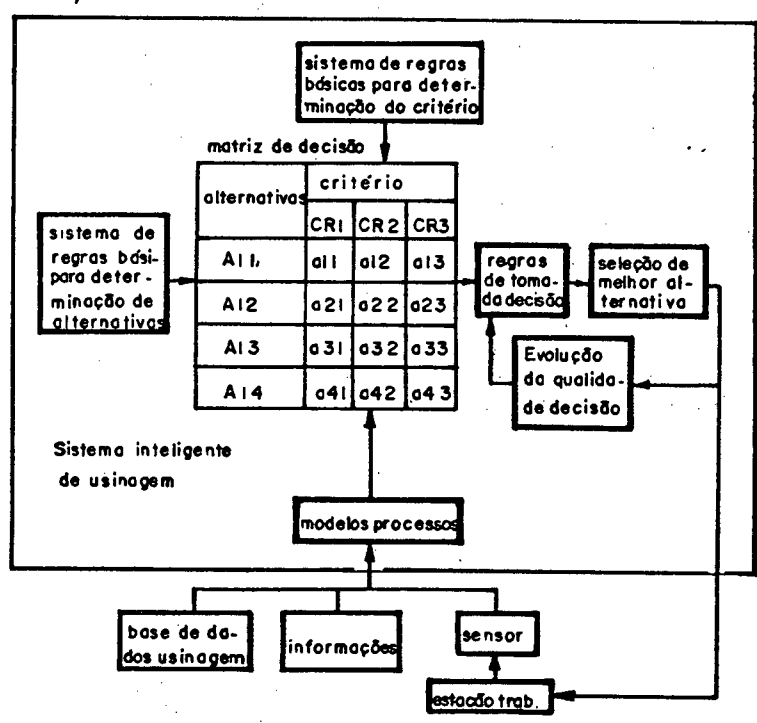 sistema de regras
básicas para deter-
minação do critério
matriz de decisão
alternativas
critério
CR1 CR2 CR3
A11, a11 a12 a13
A12 a21 a22 a23
A13 a31 a32 a33
A14 a41 a42 a43
sistema de
regras bási-
para deter-
minação de
alternativas
regras
de toma-
da decisão
seleção de
melhor al-
ternativa
Evolução
da qualida-
de decisão
Sistema inteligente
de usinagem
modelos processos
base de da-
dos usinagem
informações
sensor
estacão trab.